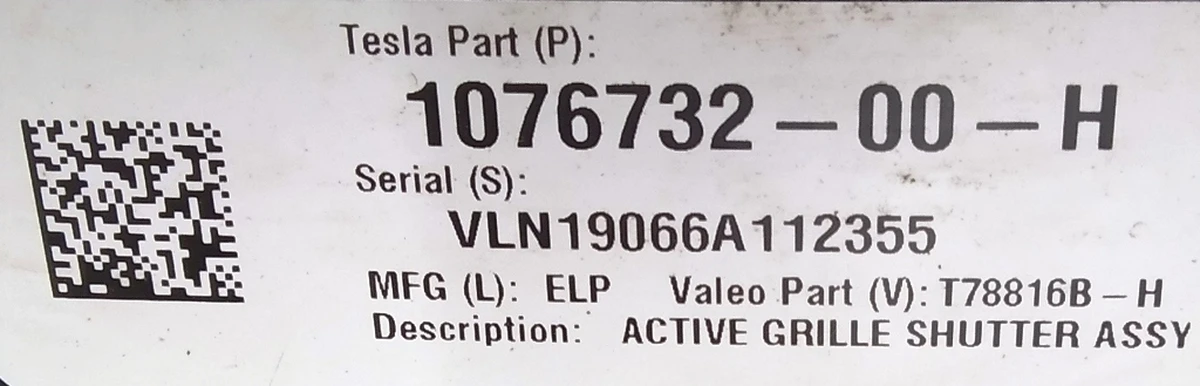 Tesla Part (P):
1076732-00-H
Serial (S):
VLN19066A112355
MFG (L): ELP Valeo Part (V): T78816B-H
Description: ACTIVE GRILLE SHUTTER ASSY